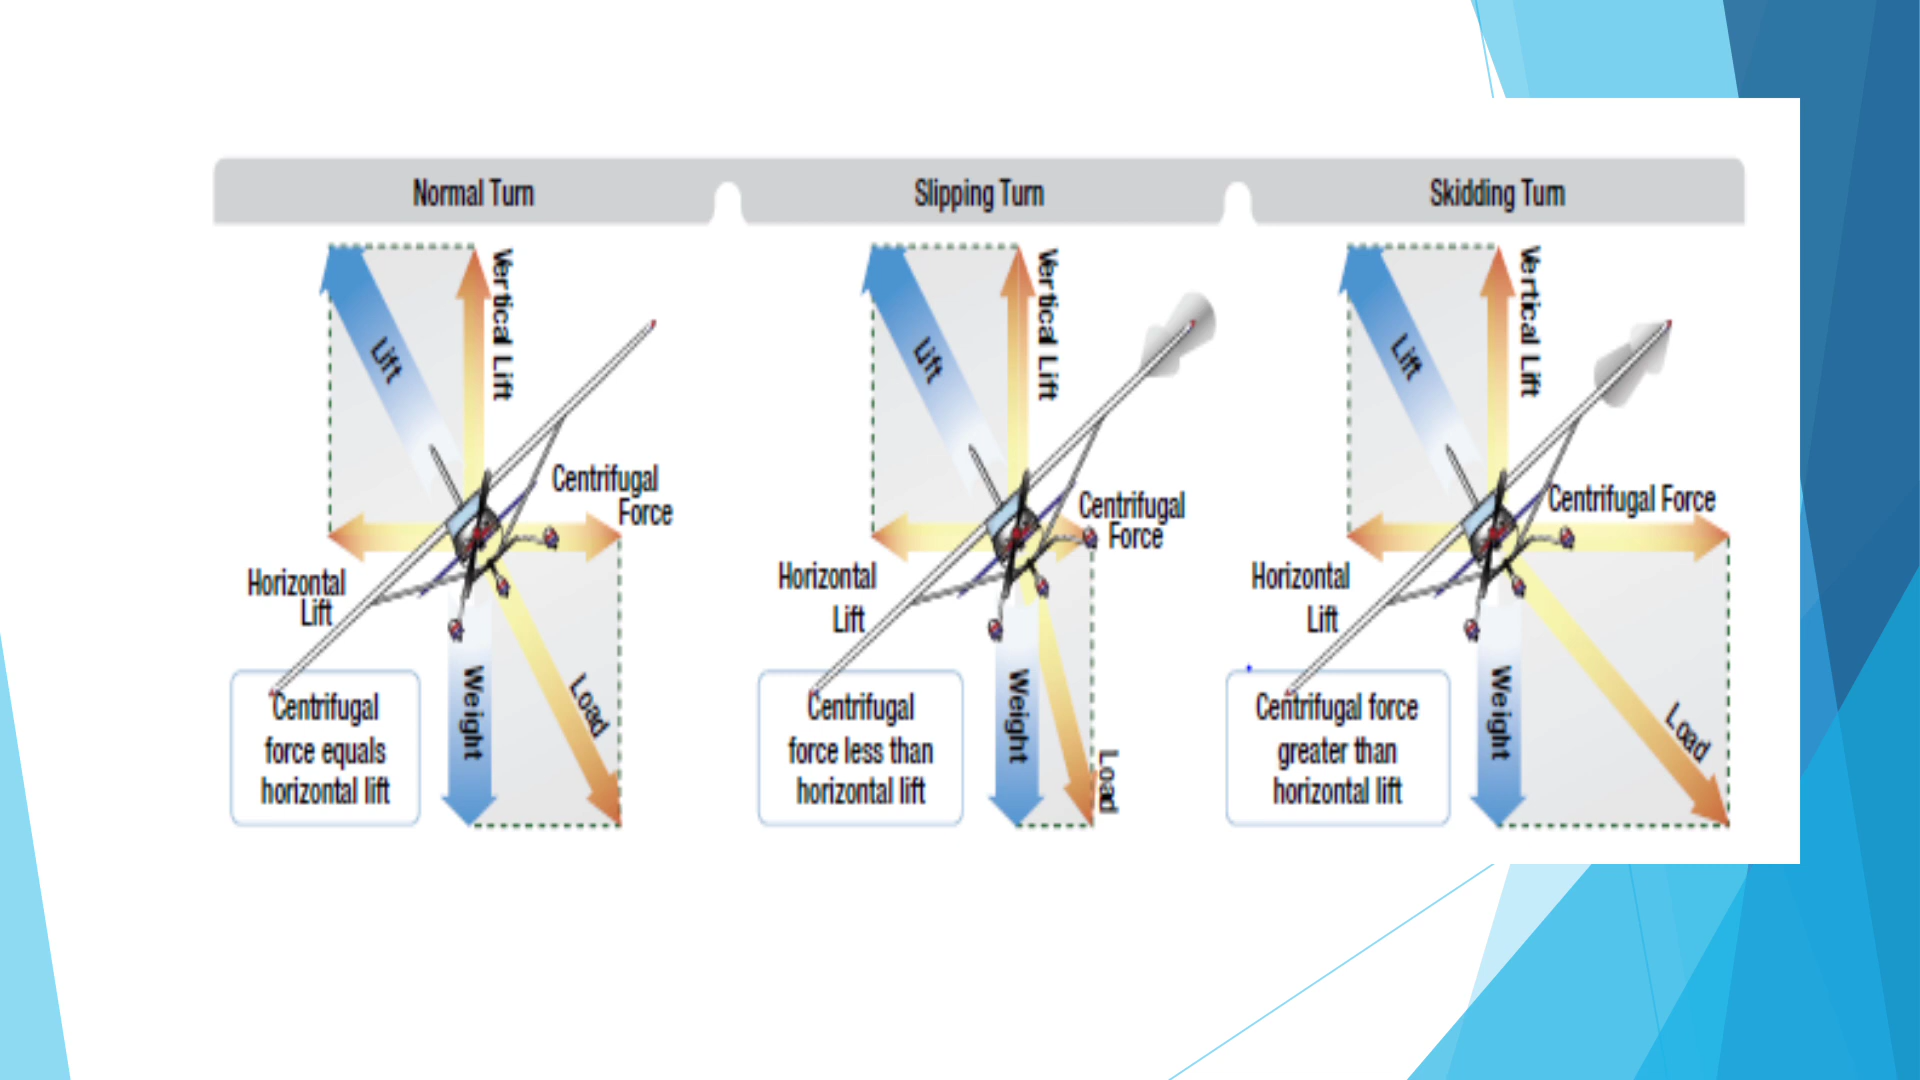 Normal Turn
Slipping Turn
Skidding Turn
Lift
Vertical Lift
Centrifugal
Force
Horizontal
Lift
Weight
Load
Centrifugal
force equals
horizontal lift
Lift
Vertical Lift
Centrifugal
Force
Horizontal
Lift
Weight
Load
Centrifugal
force less than
horizontal lift
Lift
Vertical Lift
Centrifugal Force
Horizontal
Lift
Weight
Load
Centrifugal force
greater than
horizontal lift